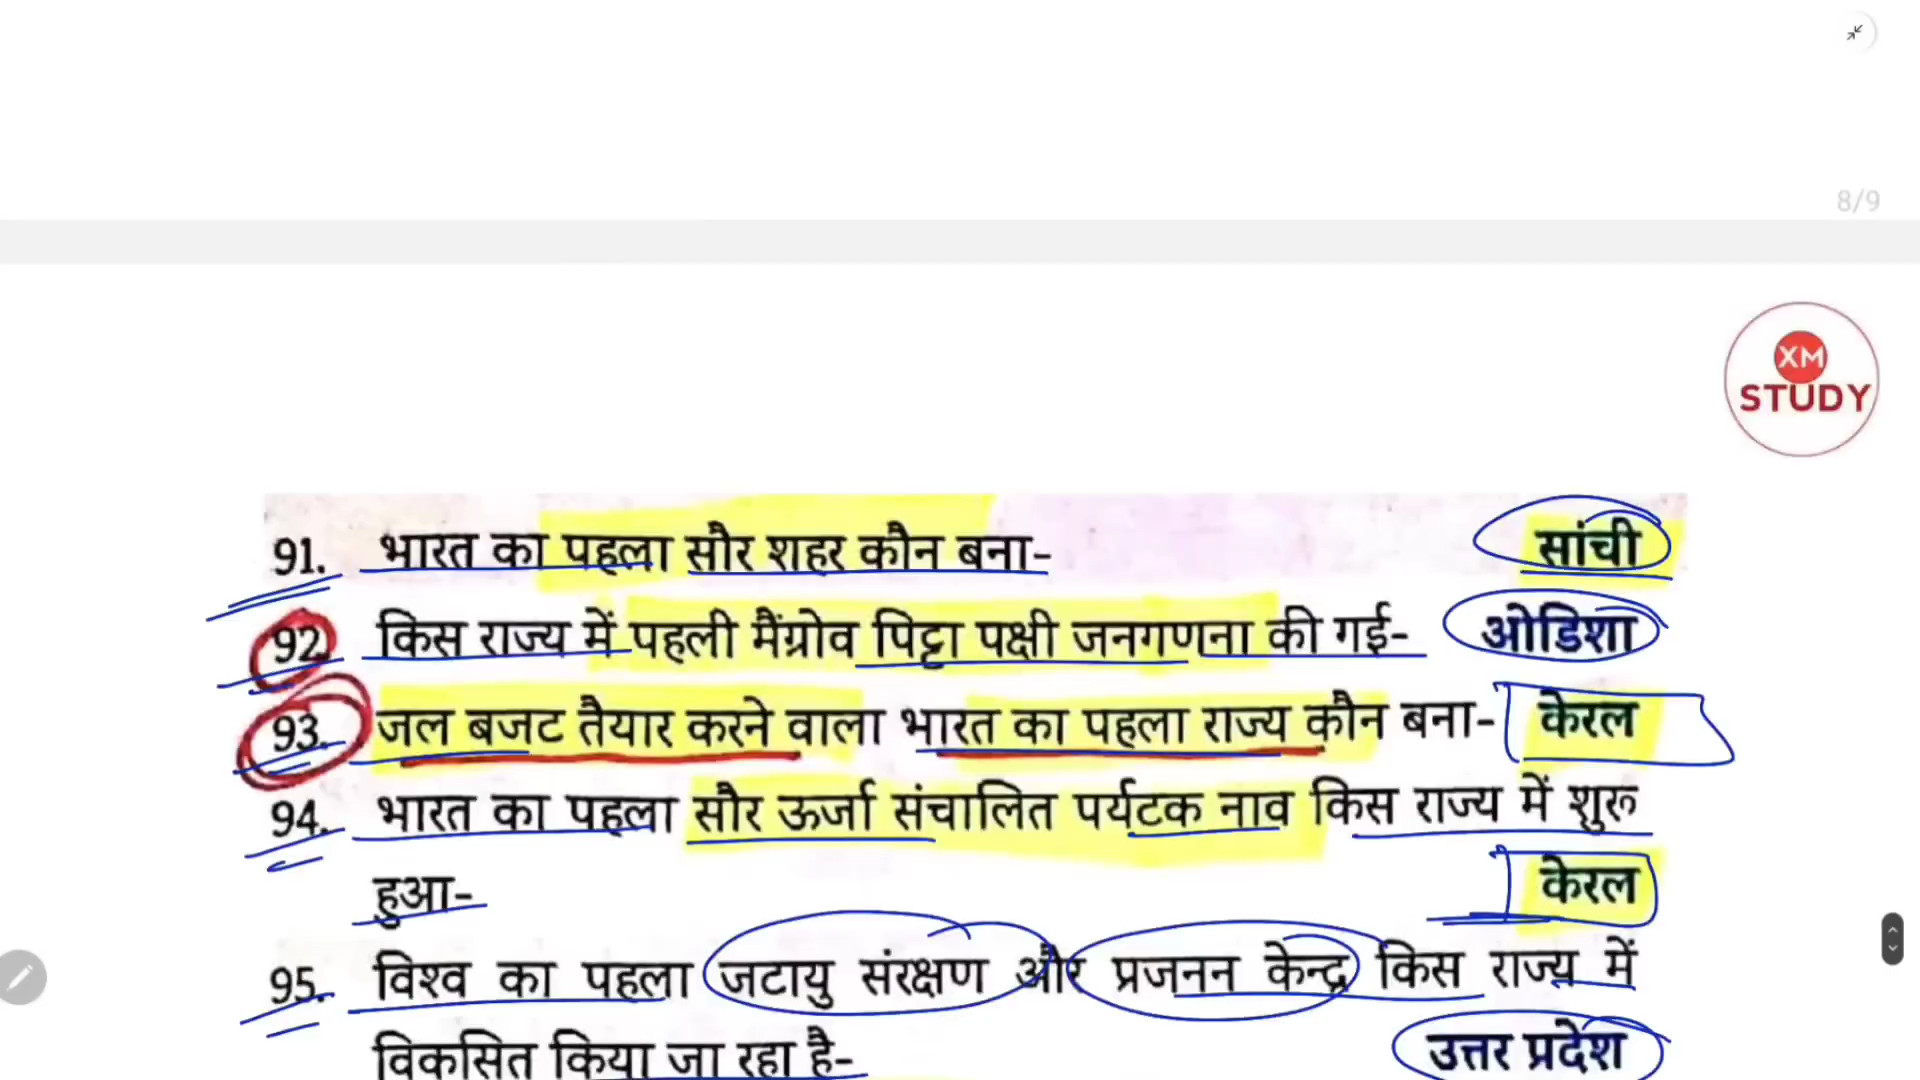 8/9
XM
STUDY
91. भारत का पहला सौर शहर कौन बना- सांची
92. किस राज्य में पहली मैंग्रोव पिट्टा पक्षी जनगणना की गई- ओडिशा
93. जल बजट तैयार करने वाला भारत का पहला राज्य कौन बना- केरल
94. भारत का पहला सौर ऊर्जा संचालित पर्यटक नाव किस राज्य में शुरू
हुआ- केरल
95. विश्व का पहला जटायु संरक्षण और प्रजनन केन्द्र किस राज्य में
विकसित किया जा रहा है- उत्तर प्रदेश